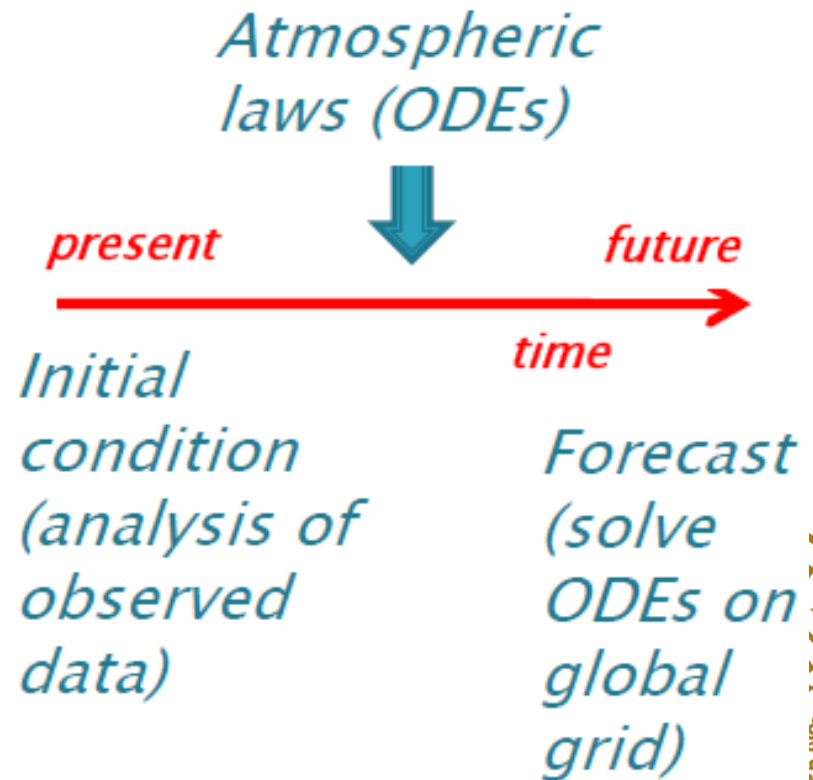 Atmospheric
laws (ODEs)
present
future
time
Initial
condition
(analysis of
observed
data)
Forecast
(solve
ODEs on
global
grid)